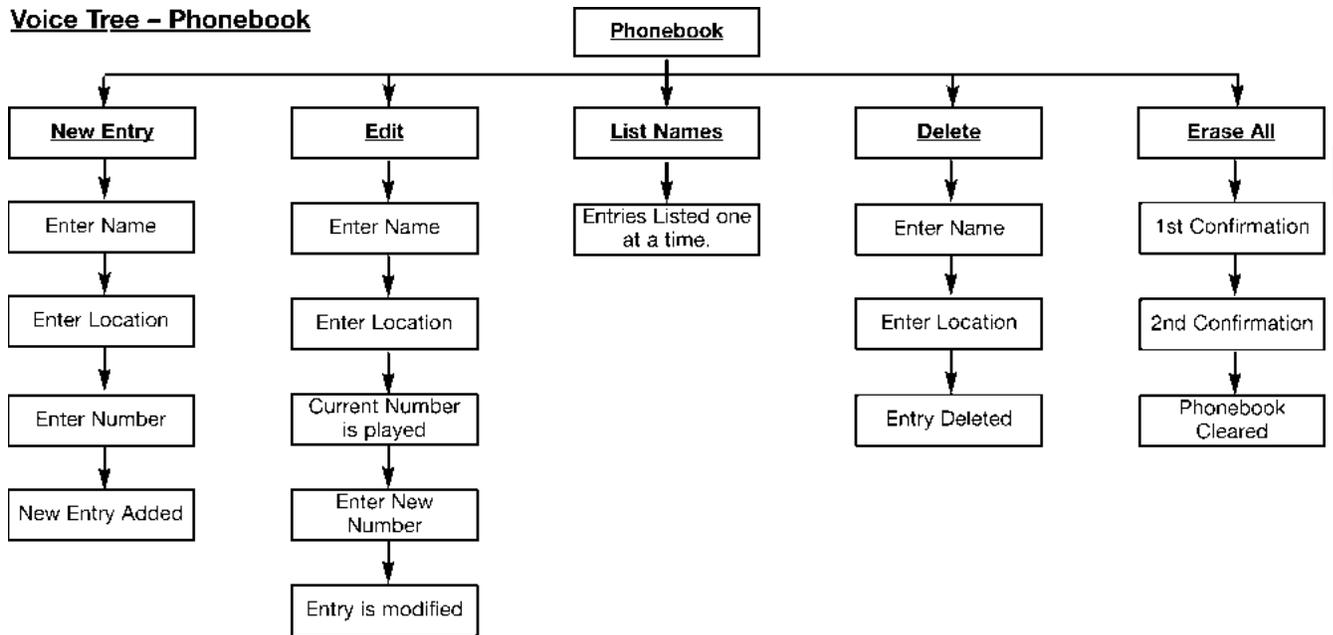 Voice Tree – Phonebook
Phonebook
New Entry
Edit
List Names
Delete
Erase All
Enter Name
Enter Name
Entries Listed one
at a time.
Enter Name
1st Confirmation
Enter Location
Enter Location
Enter Location
2nd Confirmation
Enter Number
Current Number
is played
Entry Deleted
Phonebook
Cleared
New Entry Added
Enter New
Number
Entry is modified